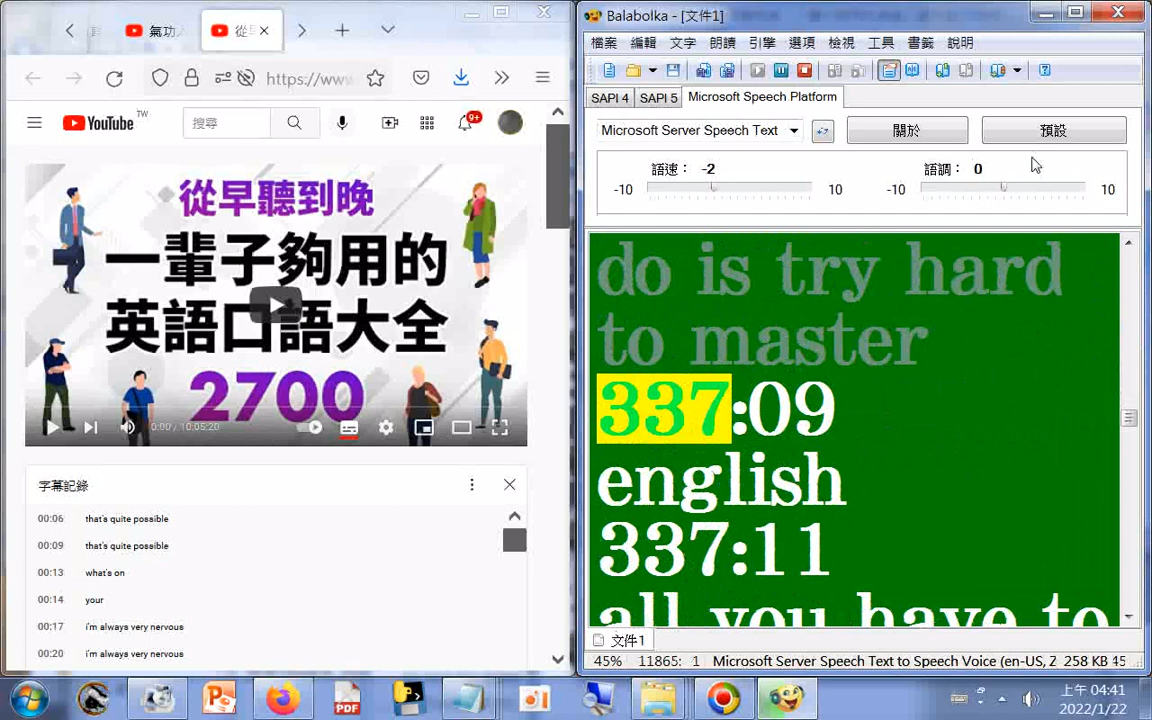 氣功
從
https://www
YouTube TW
搜尋
9+
從早聽到晚
一輩子夠用的
英語口語大全
2700
0:00 / 10:05:20
字幕記錄
00:06 that's quite possible
00:09 that's quite possible
00:13 what's on
00:14 your
00:17 i'm always very nervous
00:20 i'm always very nervous
Balabolka - [文件1]
檔案 編輯 文字 朗讀 引擎 選項 檢視 工具 書籤 說明
SAPI 4 SAPI 5 Microsoft Speech Platform
Microsoft Server Speech Text 關於 預設
語速： -2 語調： 0
-10 10 -10 10
do is try hard
to master
337:09
english
337:11
all you have to
文件1
45% 11865: 1 Microsoft Server Speech Text to Speech Voice (en-US, Z 258 KB 45
PDF
上午 04:41
2022/1/22